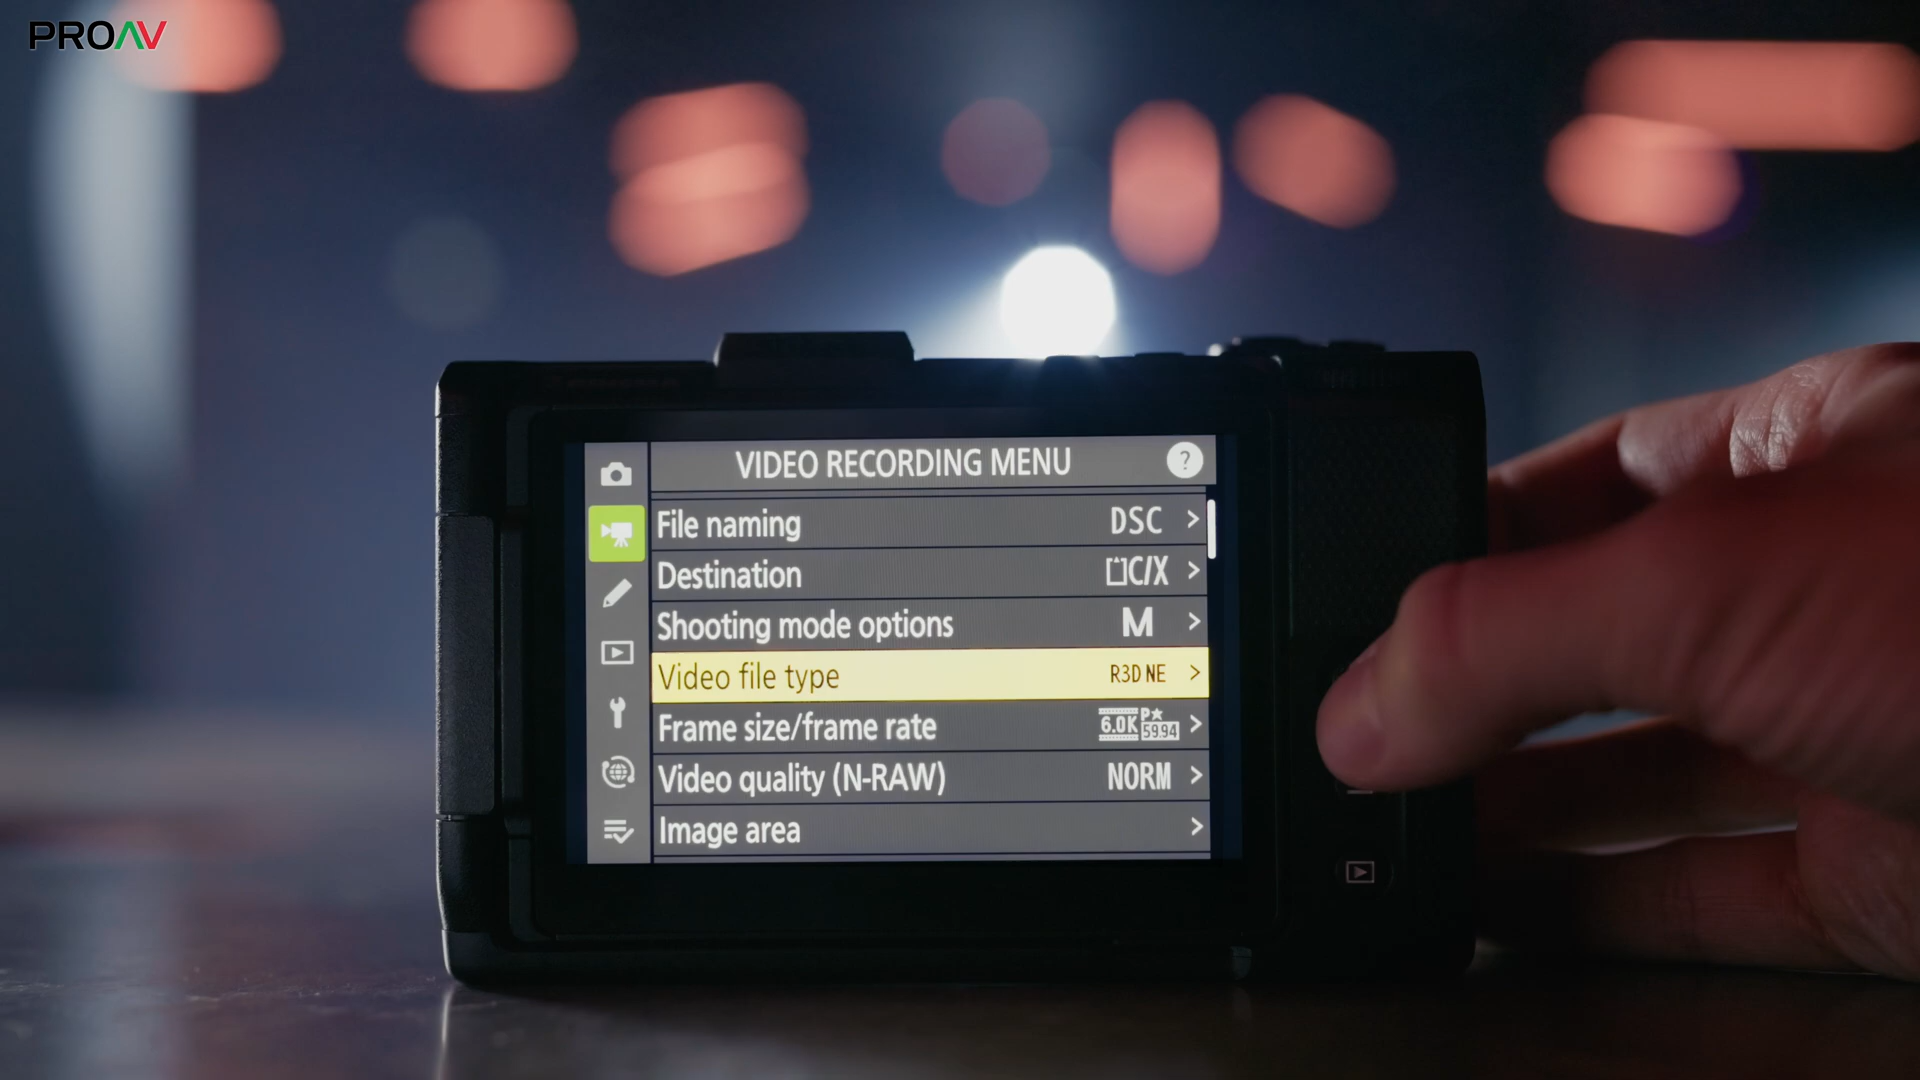 PROAV
VIDEO RECORDING MENU ?
File naming DSC >
Destination C/X >
Shooting mode options M >
Video file type R3D NE >
Frame size/frame rate 6.0K P★ 59.94 >
Video quality (N-RAW) NORM >
Image area >